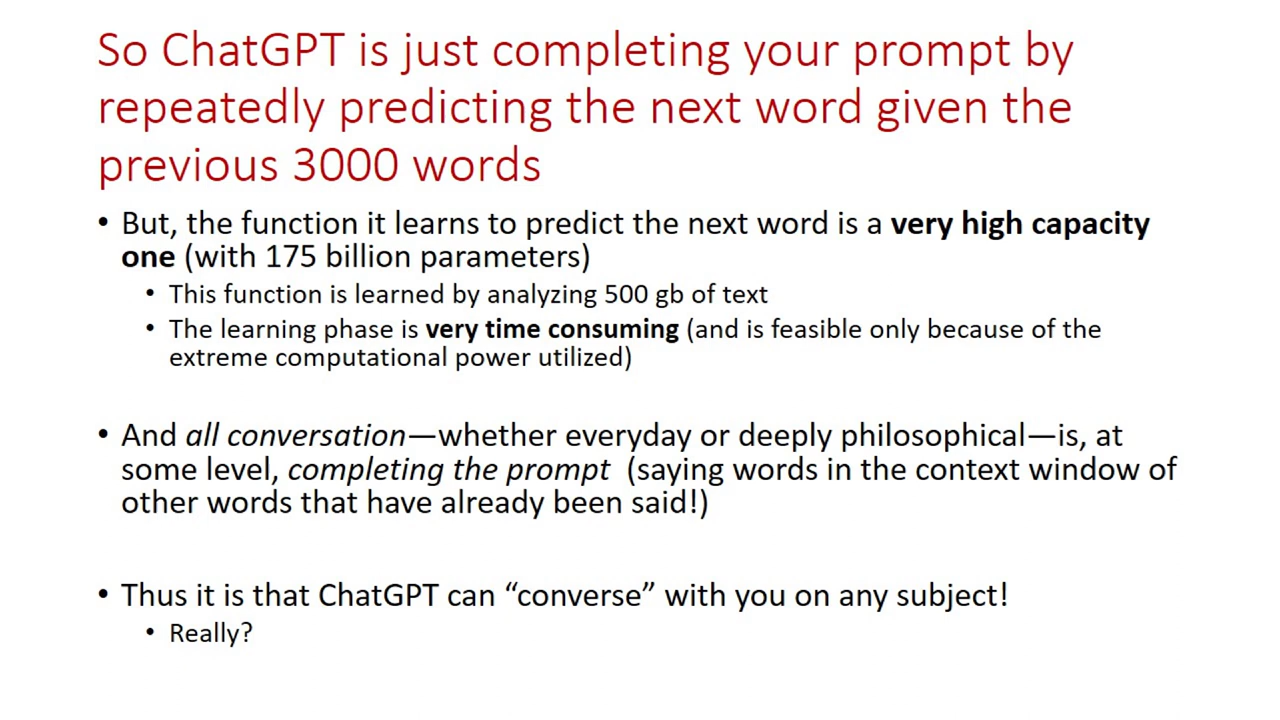 So ChatGPT is just completing your prompt by
repeatedly predicting the next word given the
previous 3000 words
• But, the function it learns to predict the next word is a very high capacity
one (with 175 billion parameters)
• This function is learned by analyzing 500 gb of text
• The learning phase is very time consuming (and is feasible only because of the
extreme computational power utilized)
• And all conversation—whether everyday or deeply philosophical—is, at
some level, completing the prompt (saying words in the context window of
other words that have already been said!)
• Thus it is that ChatGPT can “converse” with you on any subject!
• Really?